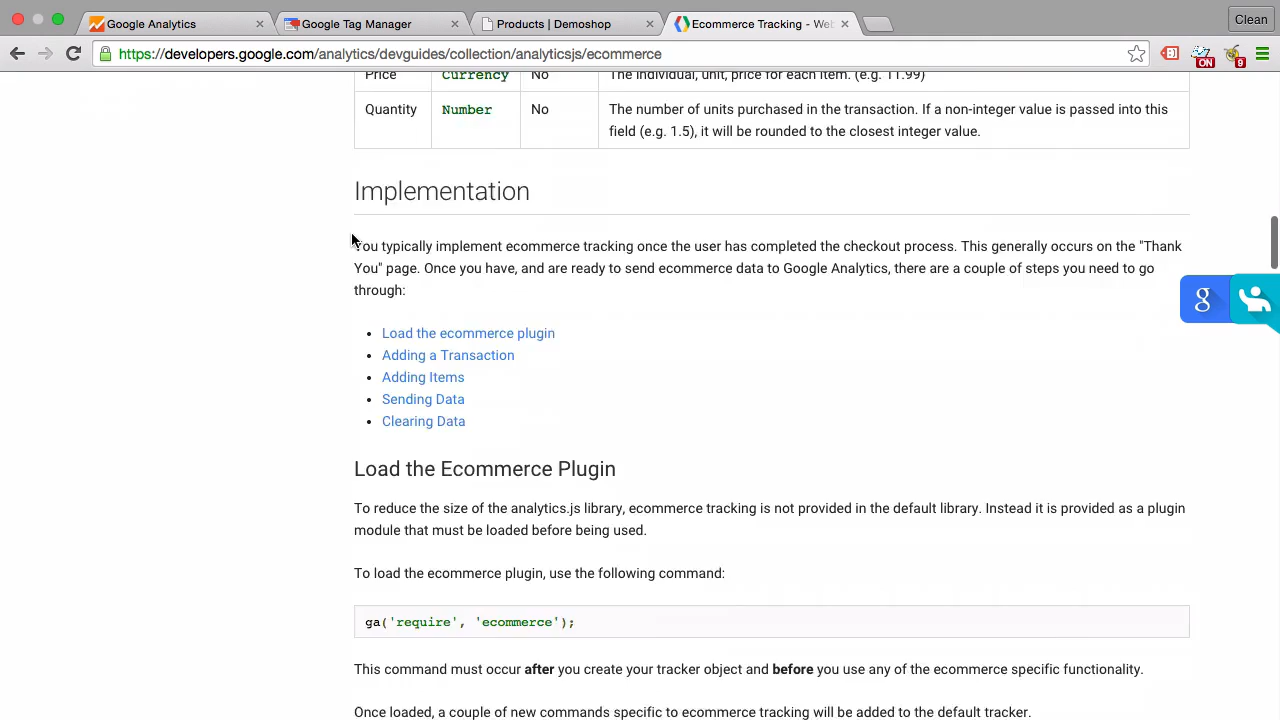 Google Analytics
Google Tag Manager
Products | Demoshop
Ecommerce Tracking - Web
Clean
https://developers.google.com/analytics/devguides/collection/analyticsjs/ecommerce
ON
9
Price Currency No The individual, unit, price for each item. (e.g. 11.99)
Quantity Number No The number of units purchased in the transaction. If a non-integer value is passed into this
field (e.g. 1.5), it will be rounded to the closest integer value.
Implementation
You typically implement ecommerce tracking once the user has completed the checkout process. This generally occurs on the "Thank
You" page. Once you have, and are ready to send ecommerce data to Google Analytics, there are a couple of steps you need to go
through:
• Load the ecommerce plugin
• Adding a Transaction
• Adding Items
• Sending Data
• Clearing Data
g
Load the Ecommerce Plugin
To reduce the size of the analytics.js library, ecommerce tracking is not provided in the default library. Instead it is provided as a plugin
module that must be loaded before being used.
To load the ecommerce plugin, use the following command:
ga('require', 'ecommerce');
This command must occur after you create your tracker object and before you use any of the ecommerce specific functionality.
Once loaded, a couple of new commands specific to ecommerce tracking will be added to the default tracker.